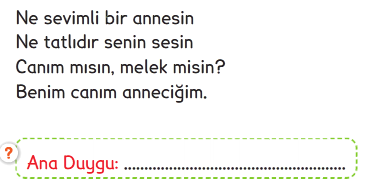 Ne sevimli bir annesin
Ne tatlıdır senin sesin
Canım mısın, melek misin?
Benim canım anneciğim.
?
Ana Duygu: ..................................................